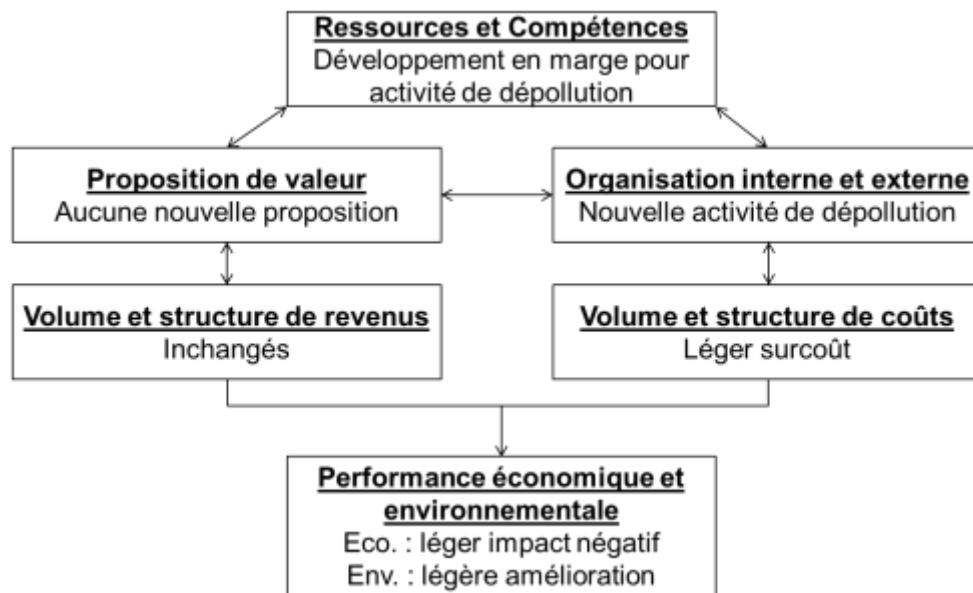 Ressources et Compétences
Développement en marge pour
activité de dépollution
Proposition de valeur
Aucune nouvelle proposition
Organisation interne et externe
Nouvelle activité de dépollution
Volume et structure de revenus
Inchangés
Volume et structure de coûts
Léger surcoût
Performance économique et
environnementale
Eco. : léger impact négatif
Env. : légère amélioration